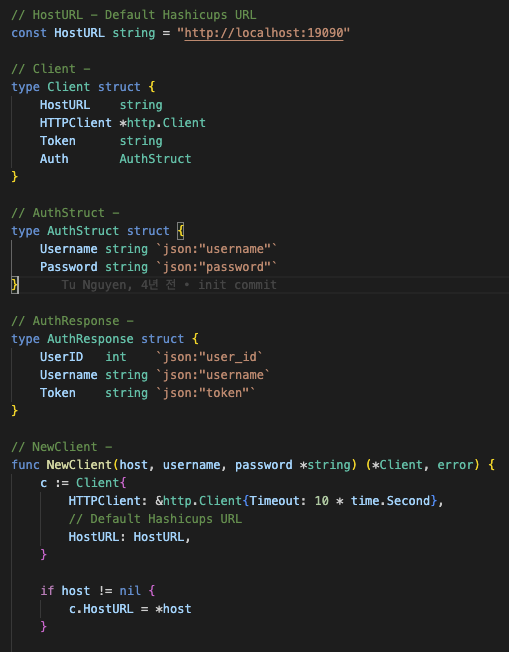 // HostURL - Default Hashicups URL
const HostURL string = "http://localhost:19090"
// Client -
type Client struct {
    HostURL    string
    HTTPClient *http.Client
    Token      string
    Auth       AuthStruct
}
// AuthStruct -
type AuthStruct struct {
    Username string `json:"username"`
    Password string `json:"password"`
}      Tu Nguyen, 4년 전 • init commit
// AuthResponse -
type AuthResponse struct {
    UserID   int    `json:"user_id`
    Username string `json:"username`
    Token    string `json:"token"`
}
// NewClient -
func NewClient(host, username, password *string) (*Client, error) {
    c := Client{
        HTTPClient: &http.Client{Timeout: 10 * time.Second},
        // Default Hashicups URL
        HostURL: HostURL,
    }
    if host != nil {
        c.HostURL = *host
    }